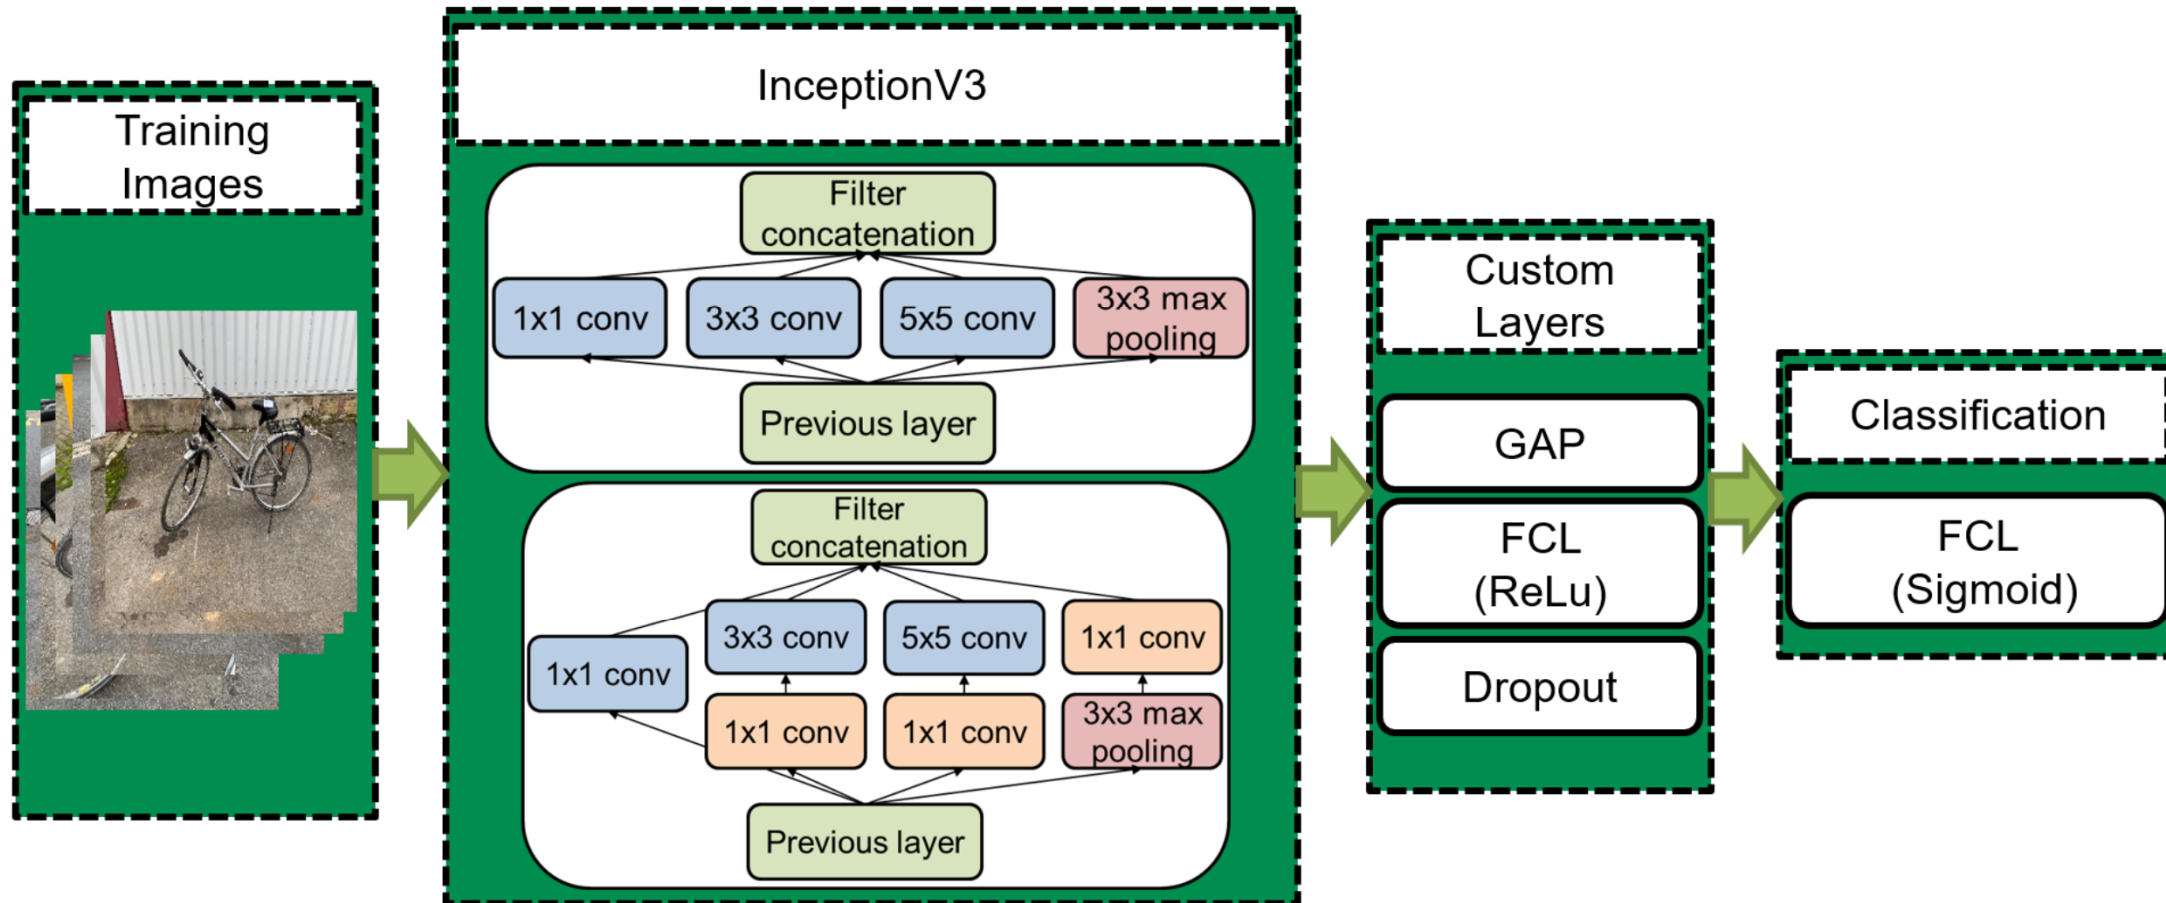 Training
Images
InceptionV3
Filter
concatenation
1x1 conv
3x3 conv
5x5 conv
3x3 max
pooling
Previous layer
Filter
concatenation
1x1 conv
3x3 conv
5x5 conv
1x1 conv
1x1 conv
1x1 conv
3x3 max
pooling
Previous layer
Custom
Layers
GAP
FCL
(ReLu)
Dropout
Classification
FCL
(Sigmoid)